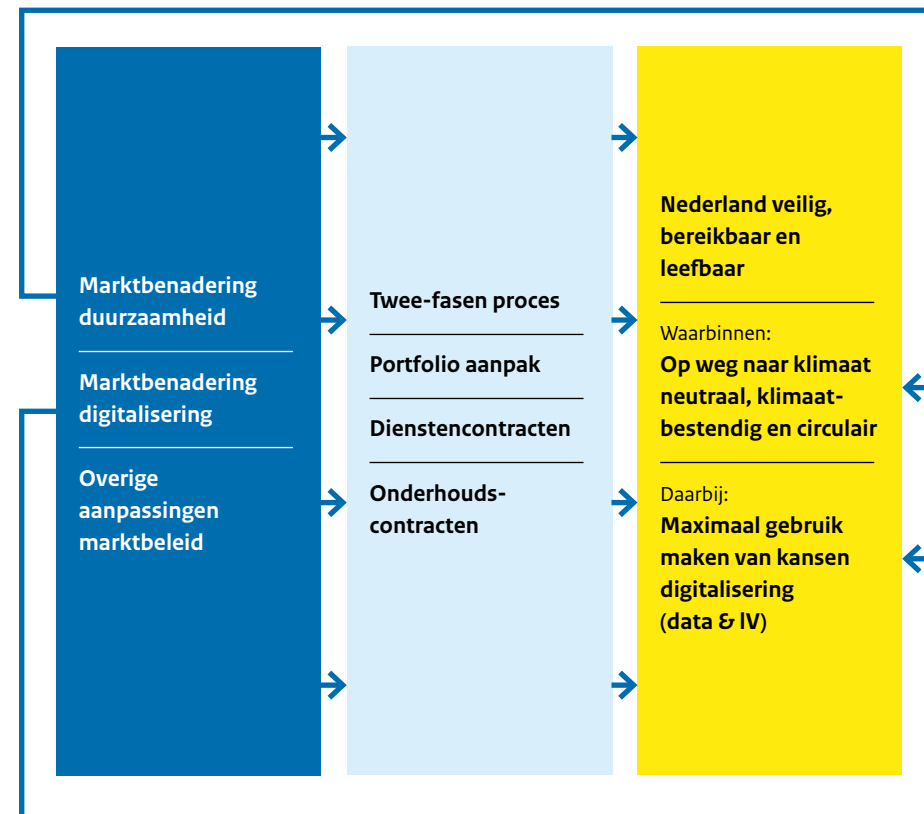 Marktbenadering
duurzaamheid
Marktbenadering
digitalisering
Overige
aanpassingen
marktbeleid
Twee-fasen proces
Portfolio aanpak
Dienstencontracten
Onderhouds-
contracten
Nederland veilig,
bereikbaar en
leefbaar
Waarbinnen:
Op weg naar klimaat
neutraal, klimaat-
bestendig en circulair
Daarbij:
Maximaal gebruik
maken van kansen
digitalisering
(data & IV)